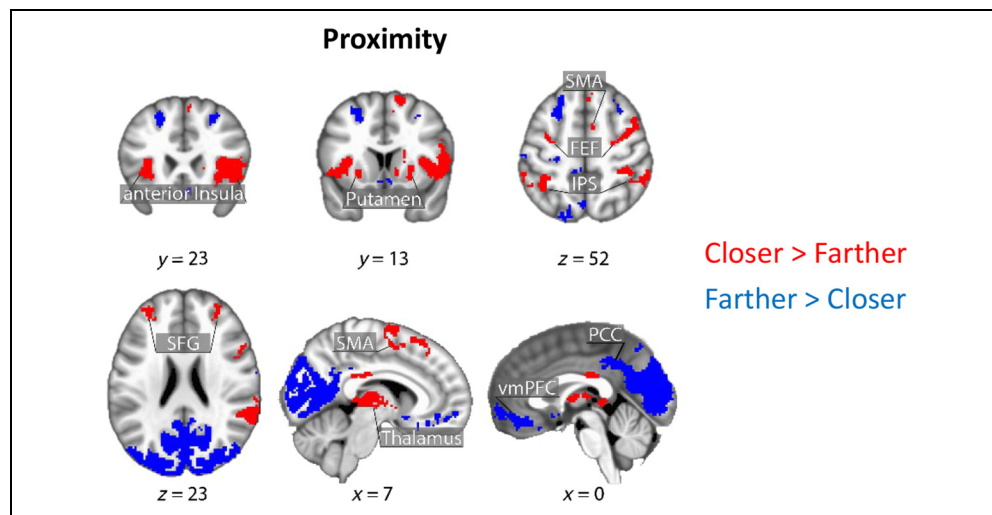 Proximity
SMA
FEF
anterior Insula
Putamen
IPS
y = 23
y = 13
z = 52
Closer > Farther
Farther > Closer
SFG
SMA
PCC
vmPFC
Thalamus
z = 23
x = 7
x = 0